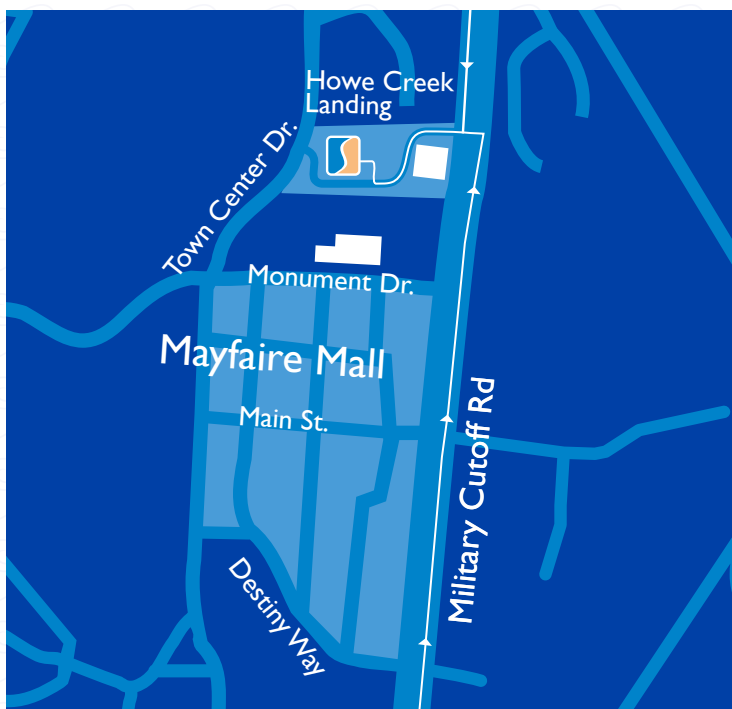 Howe Creek
Landing
Town Center Dr.
Monument Dr.
Mayfaire Mall
Main St.
Military Cutoff Rd
Destiny Way